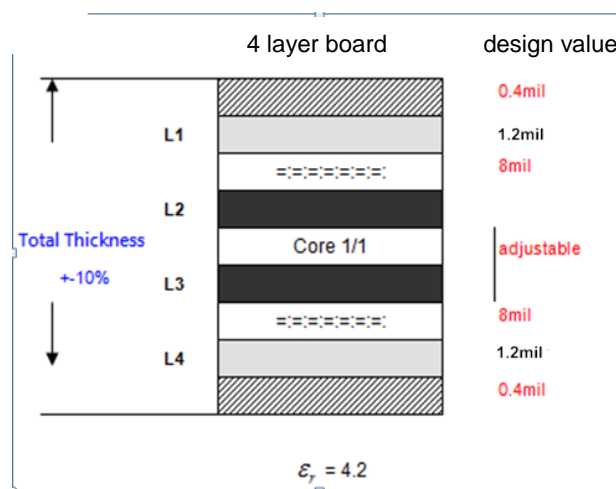 4 layer board design value
0.4mil
L1 1.2mil
=:=:=:=:=:=:=: 8mil
L2
Total Thickness Core 1/1 adjustable
+-10% L3
=:=:=:=:=:=:=: 8mil
L4 1.2mil
0.4mil
εr = 4.2